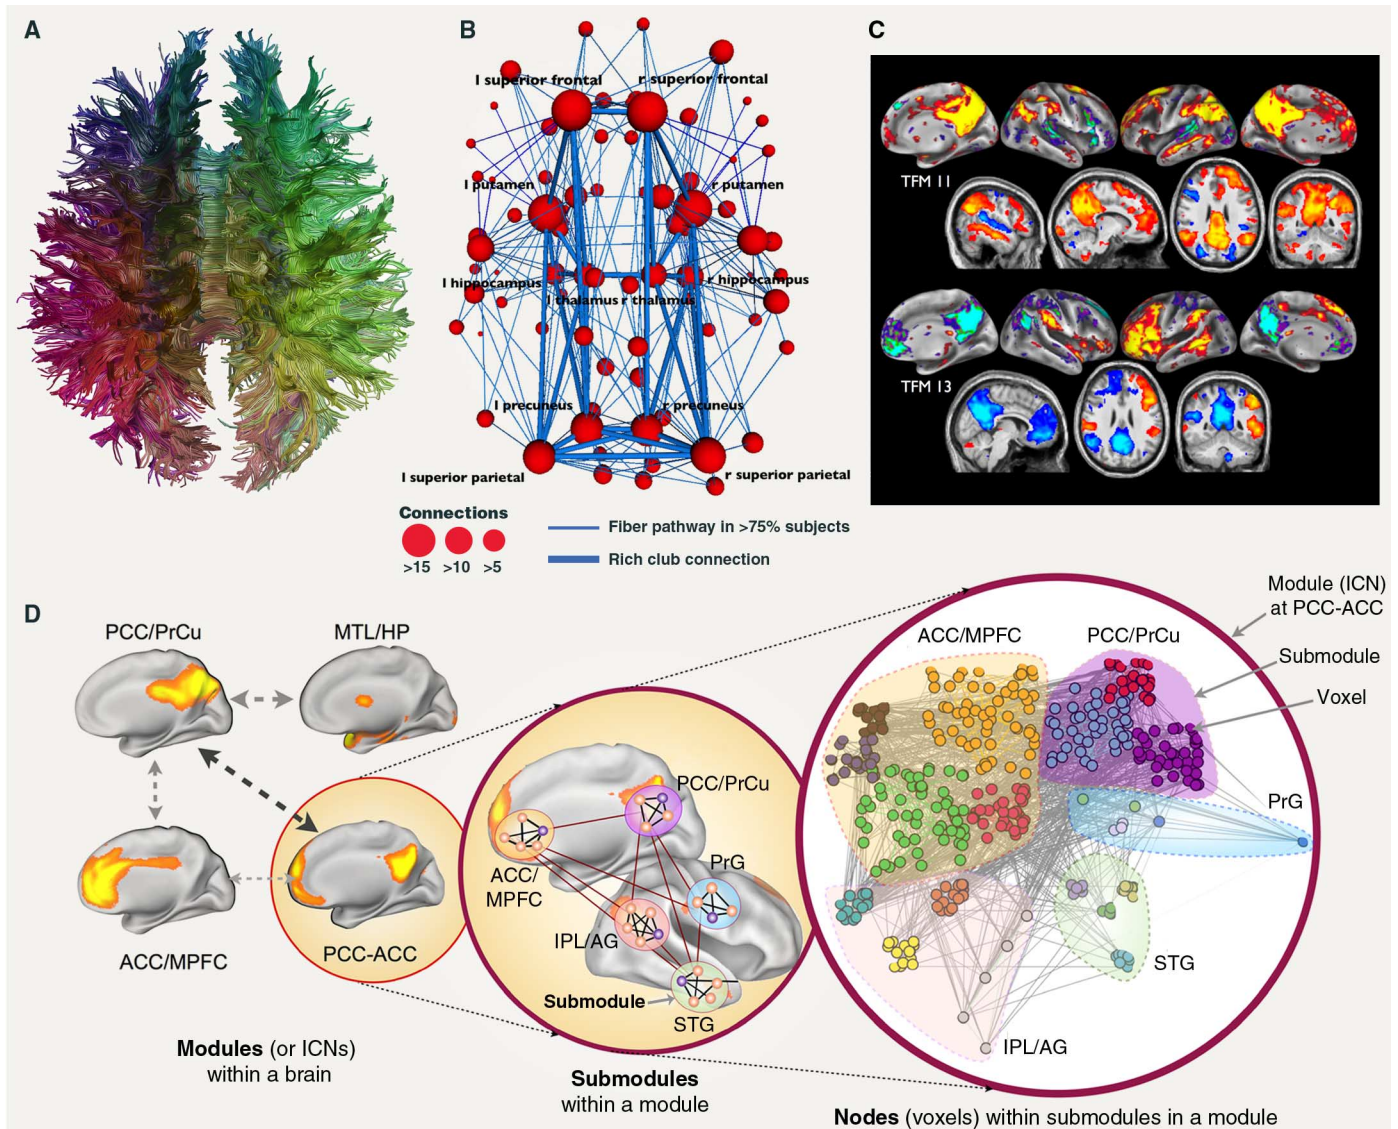 A
B
C
l superior frontal
r superior frontal
l putamen
r putamen
l hippocampus
r hippocampus
l thalamus
r thalamus
l precuneus
r precuneus
l superior parietal
r superior parietal
TFM 11
TFM 13
Connections
>15 >10 >5
Fiber pathway in >75% subjects
Rich club connection
D
PCC/PrCu
MTL/HP
ACC/MPFC
PCC-ACC
Modules (or ICNs)
within a brain
PCC/PrCu
ACC/
MPFC
PrG
IPL/AG
Submodule
STG
Submodules
within a module
ACC/MPFC
PCC/PrCu
Module (ICN)
at PCC-ACC
Submodule
Voxel
PrG
STG
IPL/AG
Nodes (voxels) within submodules in a module